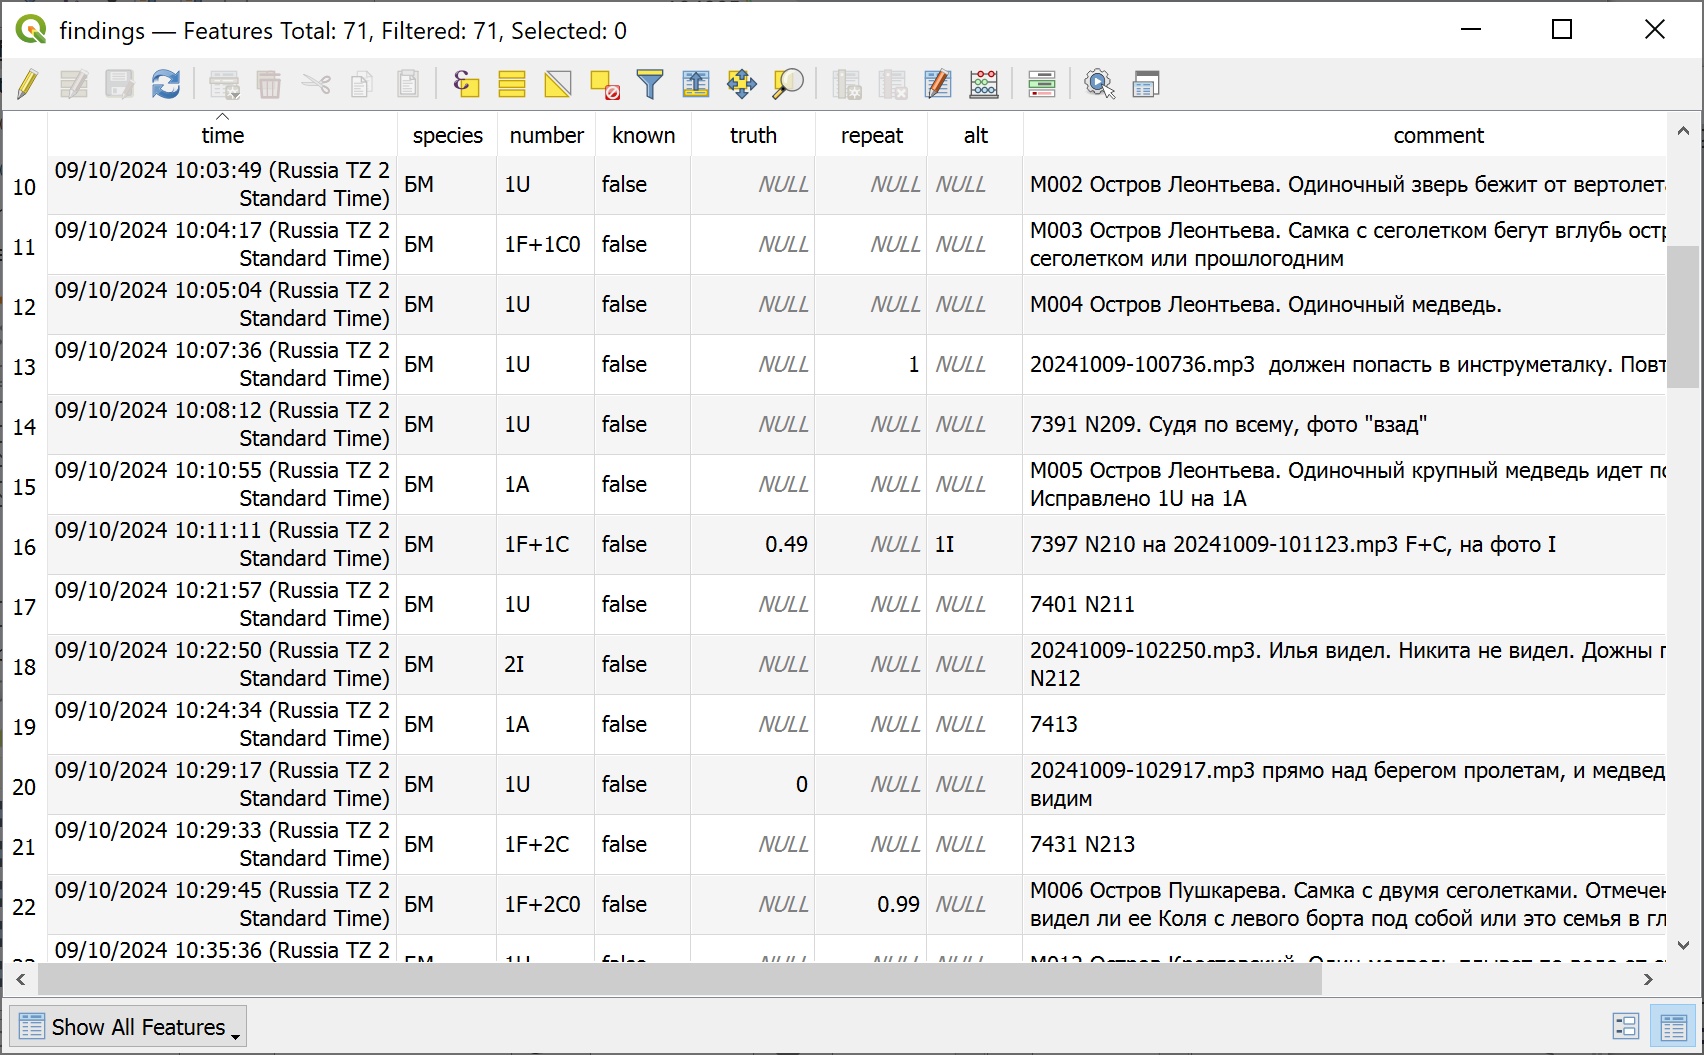 findings — Features Total: 71, Filtered: 71, Selected: 0
time species number known truth repeat alt comment
10 09/10/2024 10:03:49 (Russia TZ 2 Standard Time) БМ 1U false NULL NULL NULL M002 Остров Леонтьева. Одиночный зверь бежит от вертолет
11 09/10/2024 10:04:17 (Russia TZ 2 Standard Time) БМ 1F+1C0 false NULL NULL NULL M003 Остров Леонтьева. Самка с сеголетком бегут вглубь ост
сеголетком или прошлогодним
12 09/10/2024 10:05:04 (Russia TZ 2 Standard Time) БМ 1U false NULL NULL NULL M004 Остров Леонтьева. Одиночный медведь.
13 09/10/2024 10:07:36 (Russia TZ 2 Standard Time) БМ 1U false NULL 1 NULL 20241009-100736.mp3 должен попасть в инструметалку. Повт
14 09/10/2024 10:08:12 (Russia TZ 2 Standard Time) БМ 1U false NULL NULL NULL 7391 N209. Судя по всему, фото "взад"
15 09/10/2024 10:10:55 (Russia TZ 2 Standard Time) БМ 1A false NULL NULL NULL M005 Остров Леонтьева. Одиночный крупный медведь идет по
Исправлено 1U на 1A
16 09/10/2024 10:11:11 (Russia TZ 2 Standard Time) БМ 1F+1C false 0.49 NULL 1I 7397 N210 на 20241009-101123.mp3 F+C, на фото I
17 09/10/2024 10:21:57 (Russia TZ 2 Standard Time) БМ 1U false NULL NULL NULL 7401 N211
18 09/10/2024 10:22:50 (Russia TZ 2 Standard Time) БМ 2I false NULL NULL NULL 20241009-102250.mp3. Илья видел. Никита не видел. Дожны
N212
19 09/10/2024 10:24:34 (Russia TZ 2 Standard Time) БМ 1A false NULL NULL NULL 7413
20 09/10/2024 10:29:17 (Russia TZ 2 Standard Time) БМ 1U false 0 NULL NULL 20241009-102917.mp3 прямо над берегом пролетам, и медвед
видим
21 09/10/2024 10:29:33 (Russia TZ 2 Standard Time) БМ 1F+2C false NULL NULL NULL 7431 N213
22 09/10/2024 10:29:45 (Russia TZ 2 Standard Time) БМ 1F+2C0 false NULL 0.99 NULL M006 Остров Пушкарева. Самка с двумя сеголетками. Отмечен
видел ли ее Коля с левого борта под собой или это семья в гл
09/10/2024 10:35:36 (Russia TZ 2
Show All Features